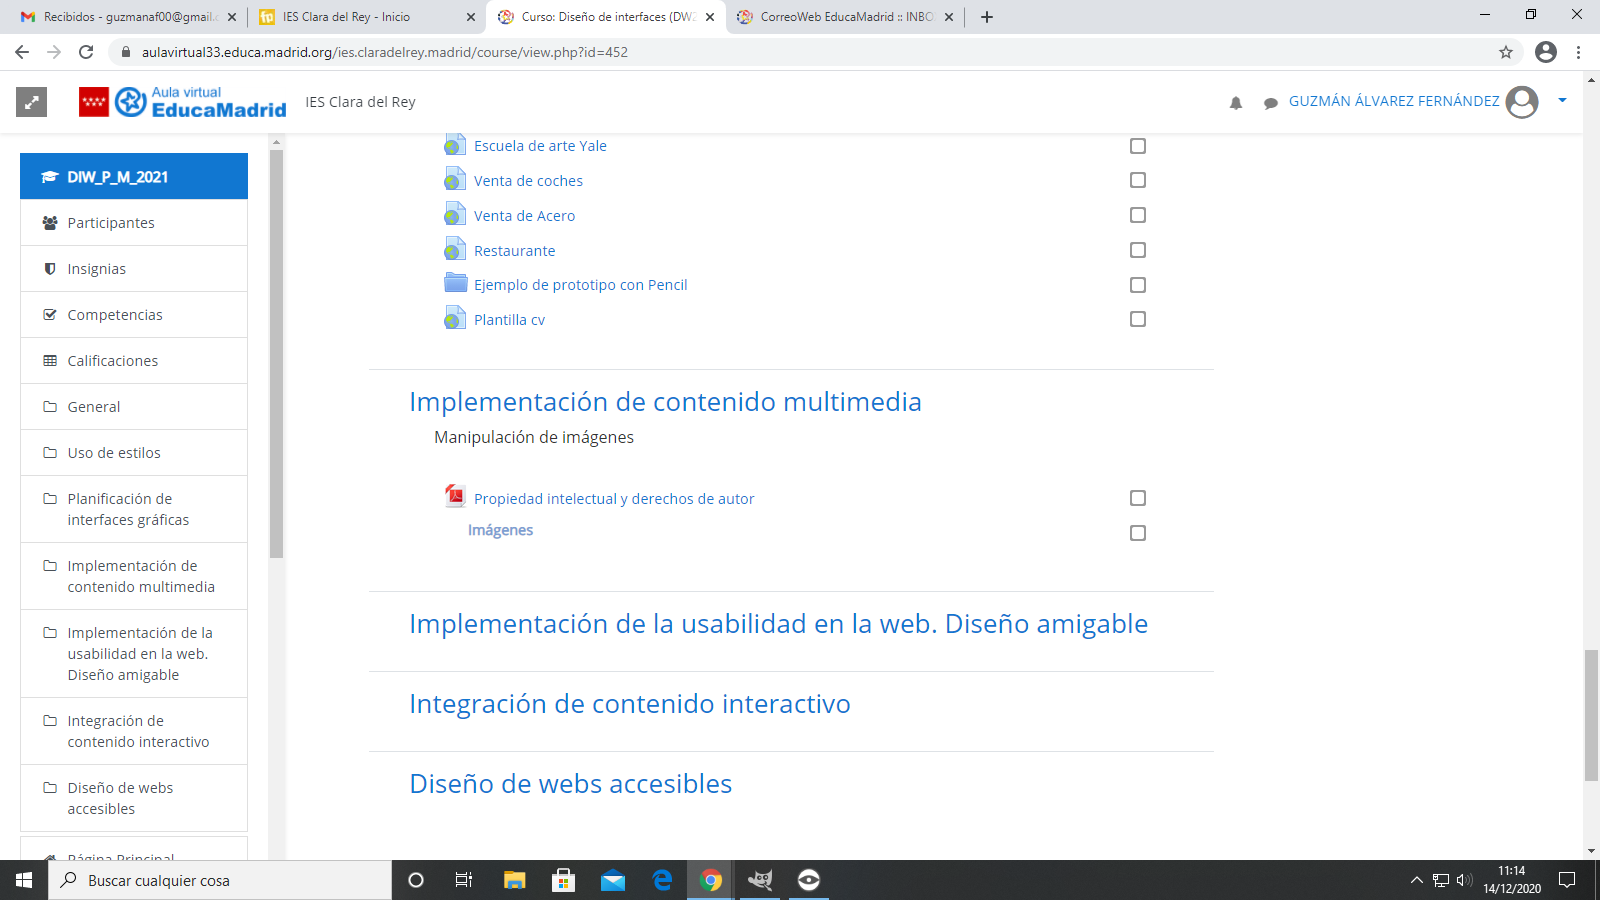 Recibidos - guzmanaf00@gmail.c
IES Clara del Rey - Inicio
Curso: Diseño de interfaces (DW2
CorreoWeb EducaMadrid :: INBO
aulavirtual33.educa.madrid.org/ies.claradelrey.madrid/course/view.php?id=452
Aula virtual
EducaMadrid
IES Clara del Rey
GUZMÁN ÁLVAREZ FERNÁNDEZ
DIW_P_M_2021
Participantes
Insignias
Competencias
Calificaciones
General
Uso de estilos
Planificación de
interfaces gráficas
Implementación de
contenido multimedia
Implementación de la
usabilidad en la web.
Diseño amigable
Integración de
contenido interactivo
Diseño de webs
accesibles
Página Principal
Escuela de arte Yale
Venta de coches
Venta de Acero
Restaurante
Ejemplo de prototipo con Pencil
Plantilla cv
Implementación de contenido multimedia
Manipulación de imágenes
Propiedad intelectual y derechos de autor
Imágenes
Implementación de la usabilidad en la web. Diseño amigable
Integración de contenido interactivo
Diseño de webs accesibles
Buscar cualquier cosa
11:14
14/12/2020